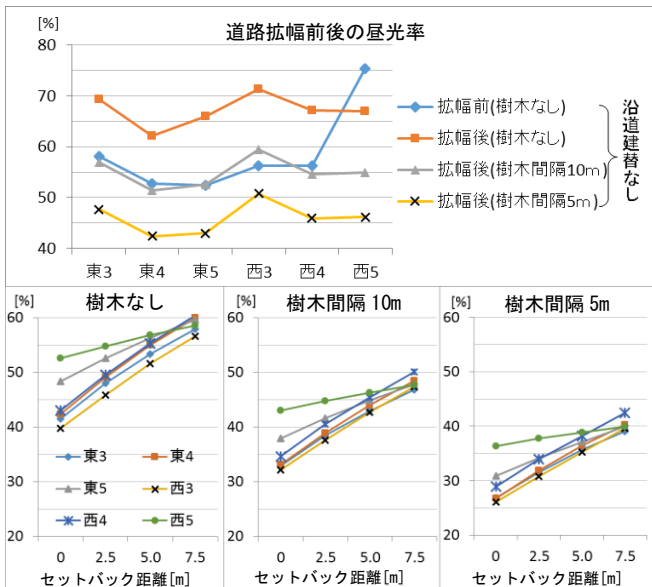 [%]
道路拡幅前後の昼光率
80
70
60
50
40
東3 東4 東5 西3 西4 西5
拡幅前(樹木なし)
拡幅後(樹木なし)
拡幅後(樹木間隔10m)
拡幅後(樹木間隔5m)
沿道建替なし
[%]
樹木なし
60
50
40
30
20
東3 東4
東5 西3
西4 西5
0 2.5 5.0 7.5
セットバック距離[m]
[%]
樹木間隔 10m
60
50
40
30
20
0 2.5 5.0 7.5
セットバック距離[m]
[%]
樹木間隔 5m
60
50
40
30
20
0 2.5 5.0 7.5
セットバック距離[m]